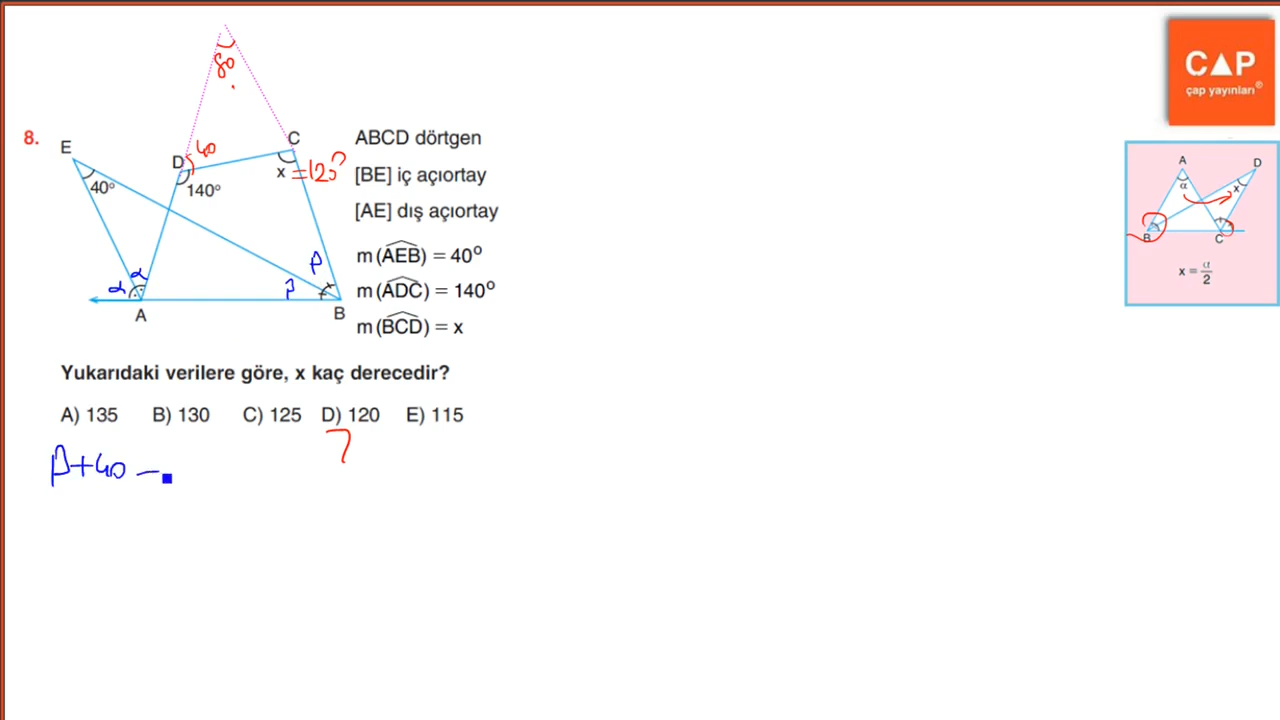 C▲P
çap yayınları®
80
8.
E
D
40
C
40°
140°
x = 120°
α
α
β
β
A
B
ABCD dörtgen
[BE] iç açıortay
[AE] dış açıortay
m(AEB) = 40°
m(ADC) = 140°
m(BCD) = x
A
D
α
x
B
C
x = α/2
Yukarıdaki verilere göre, x kaç derecedir?
A) 135 B) 130 C) 125 D) 120 E) 115
β+40 –